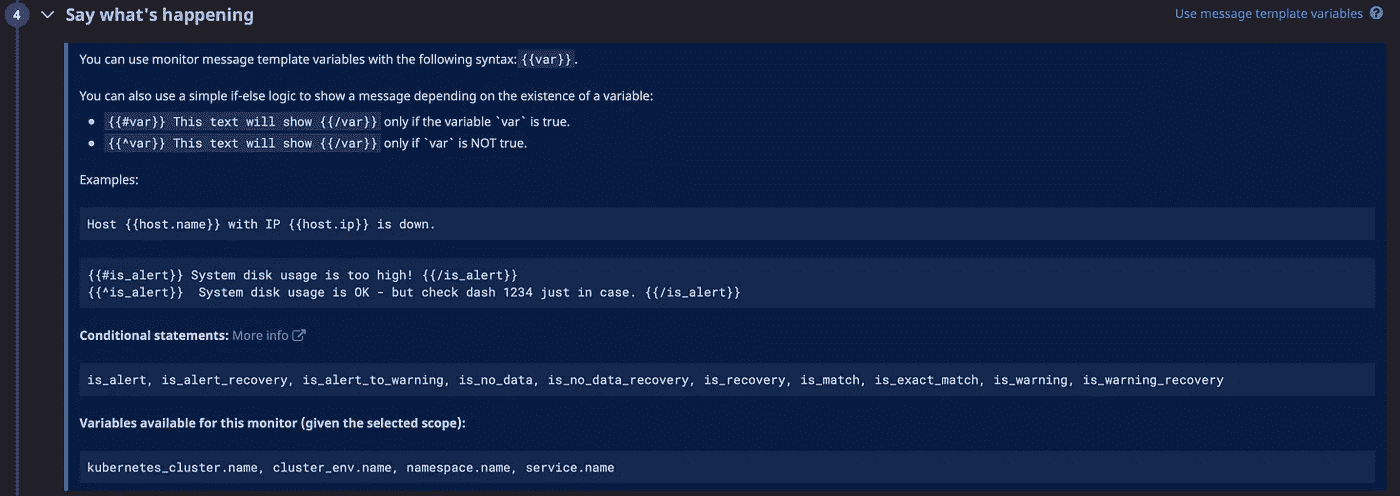 4
Say what's happening
Use message template variables
You can use monitor message template variables with the following syntax: {{var}}.
You can also use a simple if-else logic to show a message depending on the existence of a variable:
{{#var}} This text will show {{/var}} only if the variable `var` is true.
{{^var}} This text will show {{/var}} only if `var` is NOT true.
Examples:
Host {{host.name}} with IP {{host.ip}} is down.
{{#is_alert}} System disk usage is too high! {{/is_alert}}
{{^is_alert}}  System disk usage is OK - but check dash 1234 just in case. {{/is_alert}}
Conditional statements: More info
is_alert, is_alert_recovery, is_alert_to_warning, is_no_data, is_no_data_recovery, is_recovery, is_match, is_exact_match, is_warning, is_warning_recovery
Variables available for this monitor (given the selected scope):
kubernetes_cluster.name, cluster_env.name, namespace.name, service.name